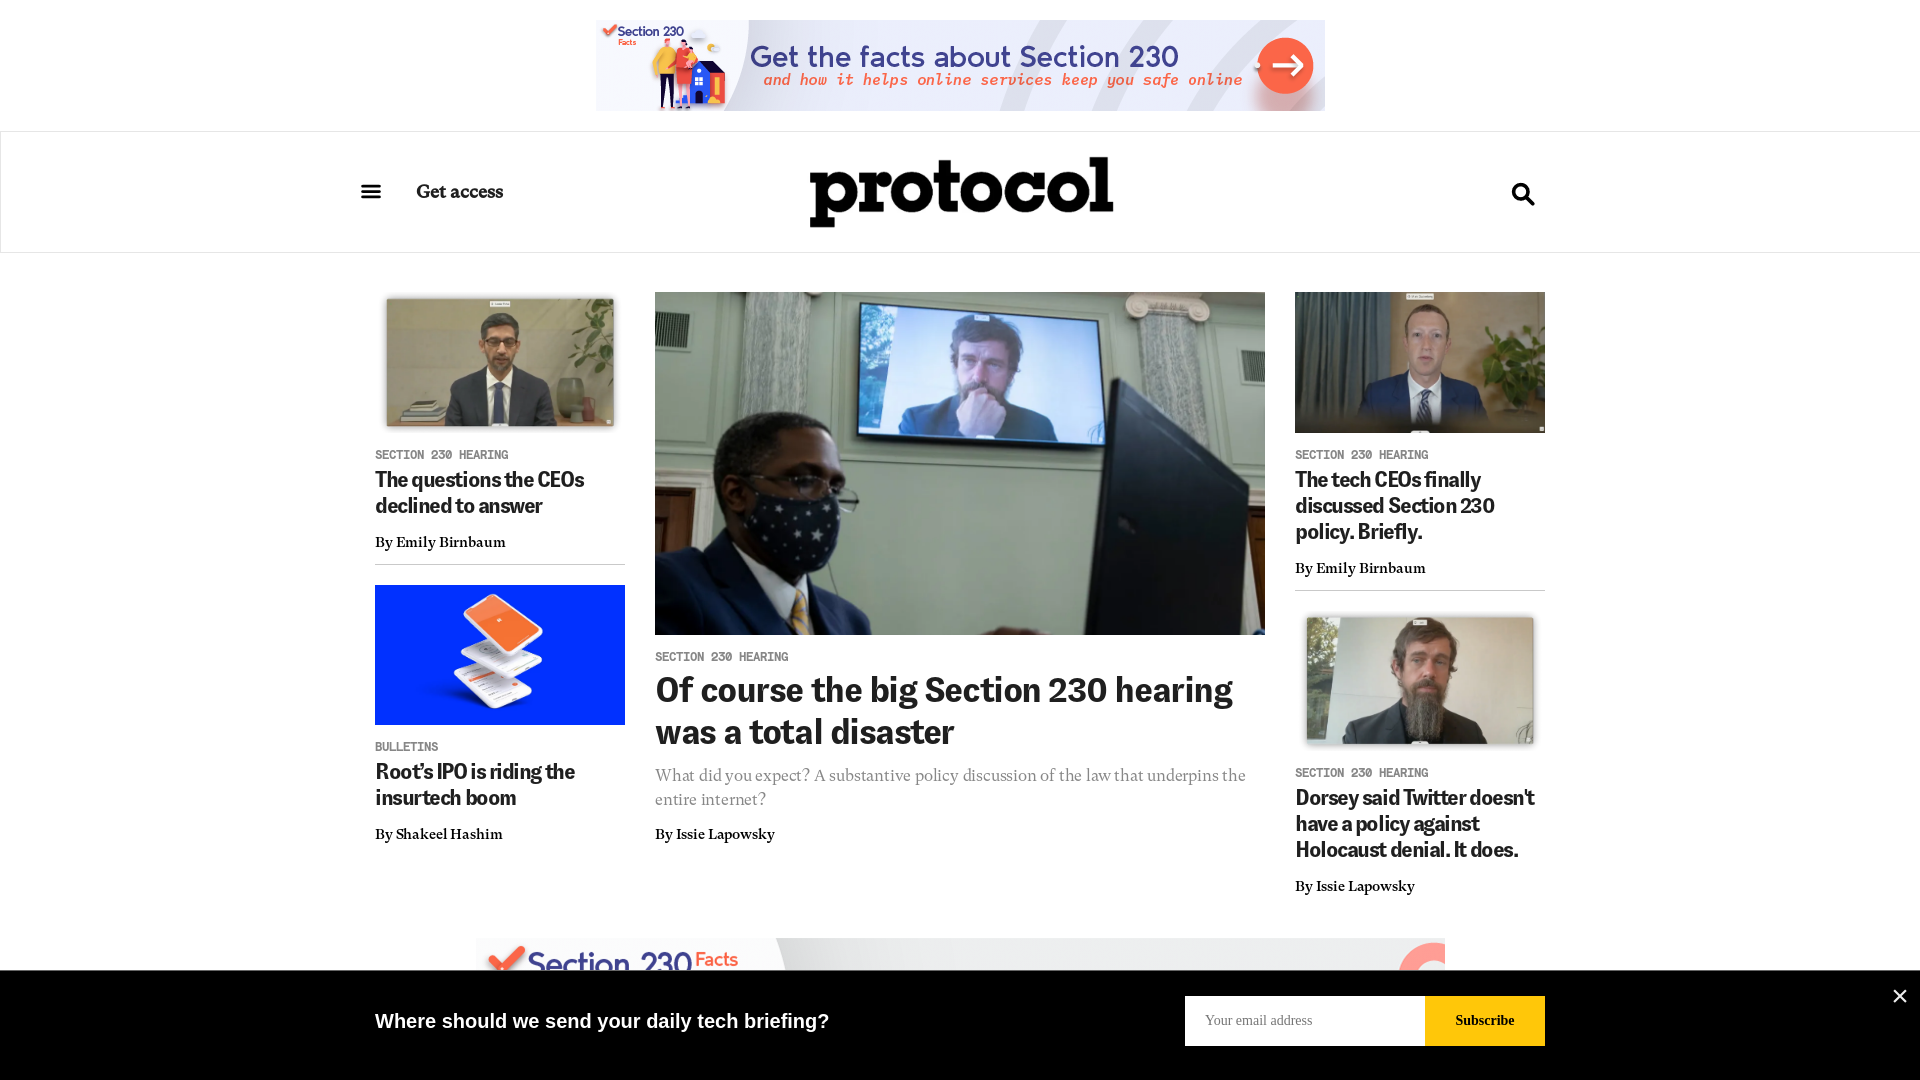 Section 230
Facts
Get the facts about Section 230
and how it helps online services keep you safe online
Get access
protocol
SECTION 230 HEARING
The questions the CEOs
declined to answer
By Emily Birnbaum
BULLETINS
Root's IPO is riding the
insurtech boom
By Shakeel Hashim
SECTION 230 HEARING
Of course the big Section 230 hearing
was a total disaster
What did you expect? A substantive policy discussion of the law that underpins the
entire internet?
By Issie Lapowsky
SECTION 230 HEARING
The tech CEOs finally
discussed Section 230
policy. Briefly.
By Emily Birnbaum
SECTION 230 HEARING
Dorsey said Twitter doesn't
have a policy against
Holocaust denial. It does.
By Issie Lapowsky
Section 230 Facts
Where should we send your daily tech briefing?
Your email address
Subscribe